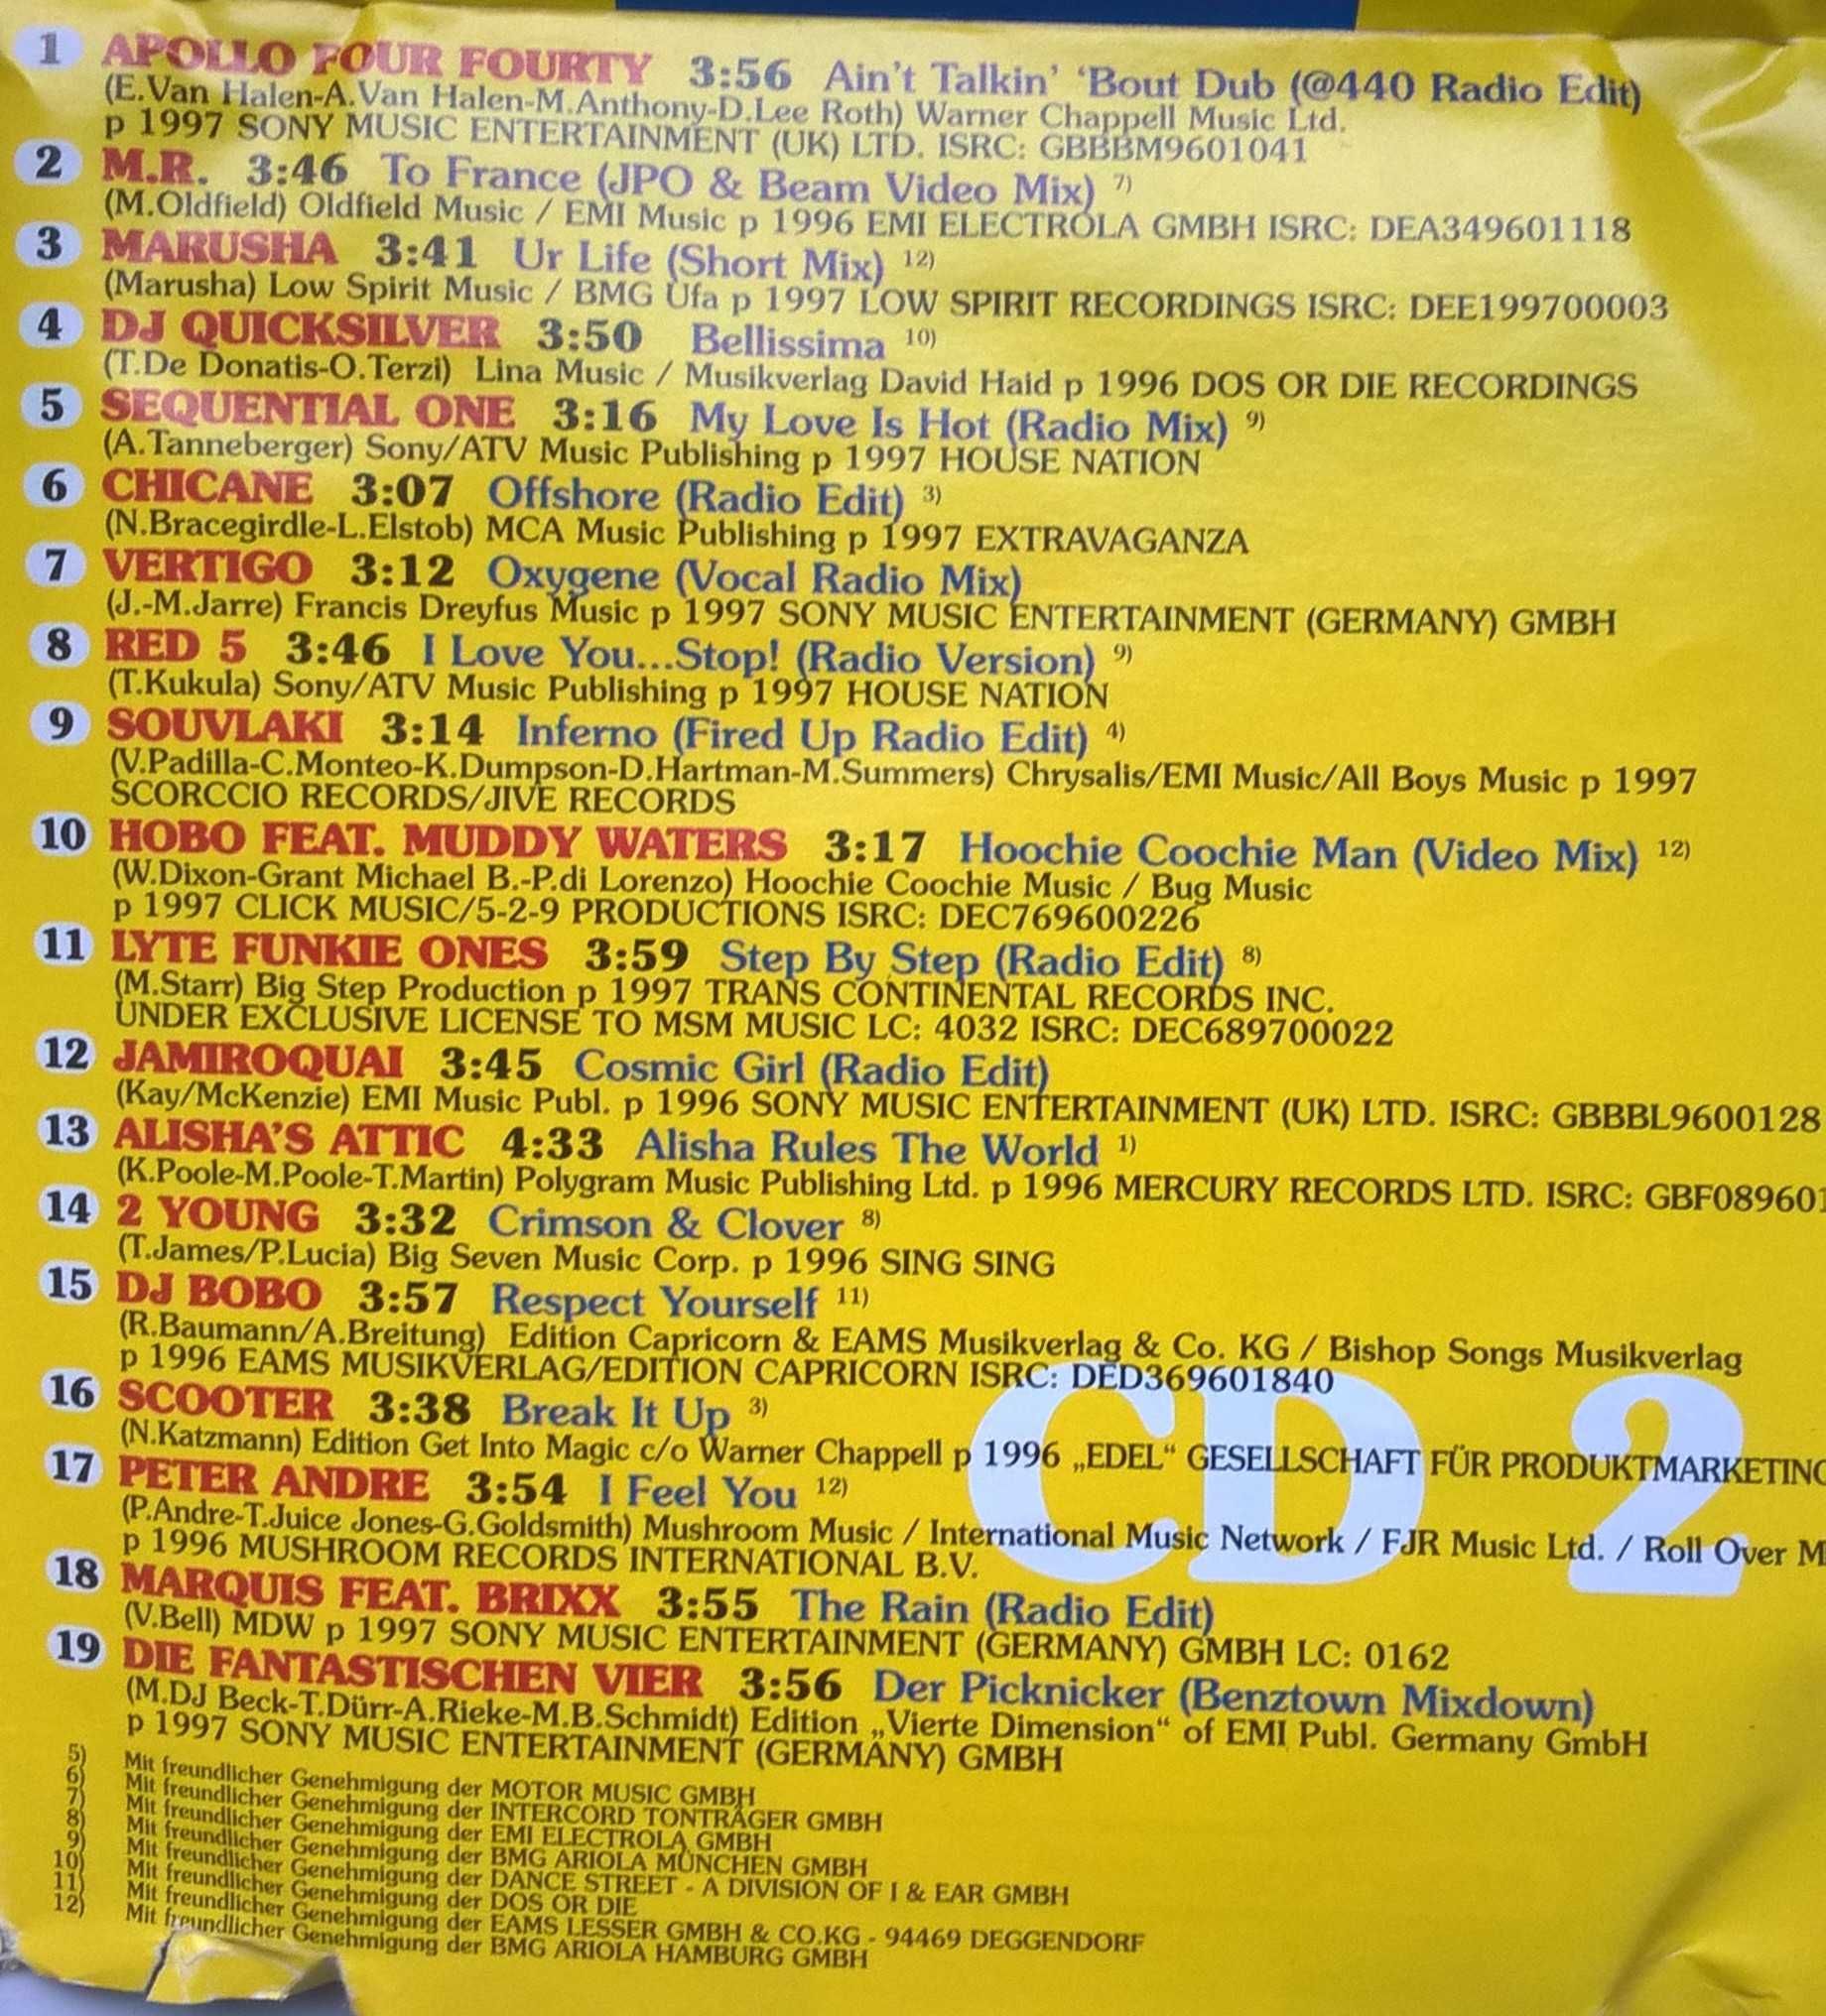 1 APOLLO FOUR FOURTY 3:56 Ain't Talkin' 'Bout Dub (@440 Radio Edit)
(E.Van Halen-A.Van Halen-M.Anthony-D.Lee Roth) Warner Chappell Music Ltd.
p 1997 SONY MUSIC ENTERTAINMENT (UK) LTD. ISRC: GBBBM9601041
2 M.R. 3:46 To France (JPO & Beam Video Mix) 7)
(M.Oldfield) Oldfield Music / EMI Music p 1996 EMI ELECTROLA GMBH ISRC: DEA349601118
3 MARUSHA 3:41 Ur Life (Short Mix) 12)
(Marusha) Low Spirit Music / BMG Ufa p 1997 LOW SPIRIT RECORDINGS ISRC: DEE199700003
4 DJ QUICKSILVER 3:50 Bellissima 10)
(T.De Donatis-O.Terzi) Lina Music / Musikverlag David Haid p 1996 DOS OR DIE RECORDINGS
5 SEQUENTIAL ONE 3:16 My Love Is Hot (Radio Mix) 9)
(A.Tanneberger) Sony/ATV Music Publishing p 1997 HOUSE NATION
6 CHICANE 3:07 Offshore (Radio Edit) 3)
(N.Bracegirdle-L.Elstob) MCA Music Publishing p 1997 EXTRAVAGANZA
7 VERTIGO 3:12 Oxygene (Vocal Radio Mix)
(J.-M.Jarre) Francis Dreyfus Music p 1997 SONY MUSIC ENTERTAINMENT (GERMANY) GMBH
8 RED 5 3:46 I Love You...Stop! (Radio Version) 9)
(T.Kukula) Sony/ATV Music Publishing p 1997 HOUSE NATION
9 SOUVLAKI 3:14 Inferno (Fired Up Radio Edit) 4)
(V.Padilla-C.Monteo-K.Dumpson-D.Hartman-M.Summers) Chrysalis/EMI Music/All Boys Music p 1997
SCORCCIO RECORDS/JIVE RECORDS
10 HOBO FEAT. MUDDY WATERS 3:17 Hoochie Coochie Man (Video Mix) 12)
(W.Dixon-Grant Michael B.-P.di Lorenzo) Hoochie Coochie Music / Bug Music
p 1997 CLICK MUSIC/5-2-9 PRODUCTIONS ISRC: DEC769600226
11 LYTE FUNKIE ONES 3:59 Step By Step (Radio Edit) 8)
(M.Starr) Big Step Production p 1997 TRANS CONTINENTAL RECORDS INC.
UNDER EXCLUSIVE LICENSE TO MSM MUSIC LC: 4032 ISRC: DEC689700022
12 JAMIROQUAI 3:45 Cosmic Girl (Radio Edit)
(Kay/McKenzie) EMI Music Publ. p 1996 SONY MUSIC ENTERTAINMENT (UK) LTD. ISRC: GBBBL9600128
13 ALISHA'S ATTIC 4:33 Alisha Rules The World 1)
(K.Poole-M.Poole-T.Martin) Polygram Music Publishing Ltd. p 1996 MERCURY RECORDS LTD. ISRC: GBF089601
14 2 YOUNG 3:32 Crimson & Clover 8)
(T.James/P.Lucia) Big Seven Music Corp. p 1996 SING SING
15 DJ BOBO 3:57 Respect Yourself 11)
(R.Baumann/A.Breitung) Edition Capricorn & EAMS Musikverlag & Co. KG / Bishop Songs Musikverlag
p 1996 EAMS MUSIKVERLAG/EDITION CAPRICORN ISRC: DED369601840
16 SCOOTER 3:38 Break It Up 3)
(N.Katzmann) Edition Get Into Magic c/o Warner Chappell p 1996 „EDEL“ GESELLSCHAFT FÜR PRODUKTMARKETING
17 PETER ANDRE 3:54 I Feel You 12)
(P.Andre-T.Juice Jones-G.Goldsmith) Mushroom Music / International Music Network / FJR Music Ltd. / Roll Over M
p 1996 MUSHROOM RECORDS INTERNATIONAL B.V.
CD 2
18 MARQUIS FEAT. BRIXX 3:55 The Rain (Radio Edit)
(V.Bell) MDW p 1997 SONY MUSIC ENTERTAINMENT (GERMANY) GMBH LC: 0162
19 DIE FANTASTISCHEN VIER 3:56 Der Picknicker (Benztown Mixdown)
(M.DJ Beck-T.Dürr-A.Rieke-M.B.Schmidt) Edition „Vierte Dimension“ of EMI Publ. Germany GmbH
p 1997 SONY MUSIC ENTERTAINMENT (GERMANY) GMBH
5) Mit freundlicher Genehmigung der MOTOR MUSIC GMBH
6) Mit freundlicher Genehmigung der INTERCORD TONTRÄGER GMBH
7) Mit freundlicher Genehmigung der EMI ELECTROLA GMBH
8) Mit freundlicher Genehmigung der BMG ARIOLA MÜNCHEN GMBH
9) Mit freundlicher Genehmigung der DANCE STREET - A DIVISION OF I & EAR GMBH
10) Mit freundlicher Genehmigung der DOS OR DIE
11) Mit freundlicher Genehmigung der EAMS LESSER GMBH & CO.KG - 94469 DEGGENDORF
12) Mit freundlicher Genehmigung der BMG ARIOLA HAMBURG GMBH